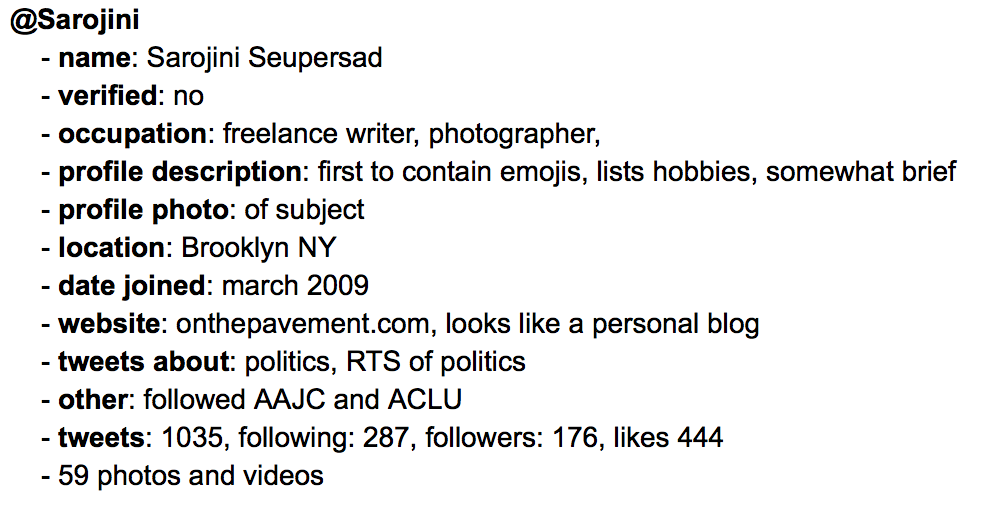 @Sarojini
- name: Sarojini Seupersad
- verified: no
- occupation: freelance writer, photographer,
- profile description: first to contain emojis, lists hobbies, somewhat brief
- profile photo: of subject
- location: Brooklyn NY
- date joined: march 2009
- website: onthepavement.com, looks like a personal blog
- tweets about: politics, RTS of politics
- other: followed AAJC and ACLU
- tweets: 1035, following: 287, followers: 176, likes 444
- 59 photos and videos